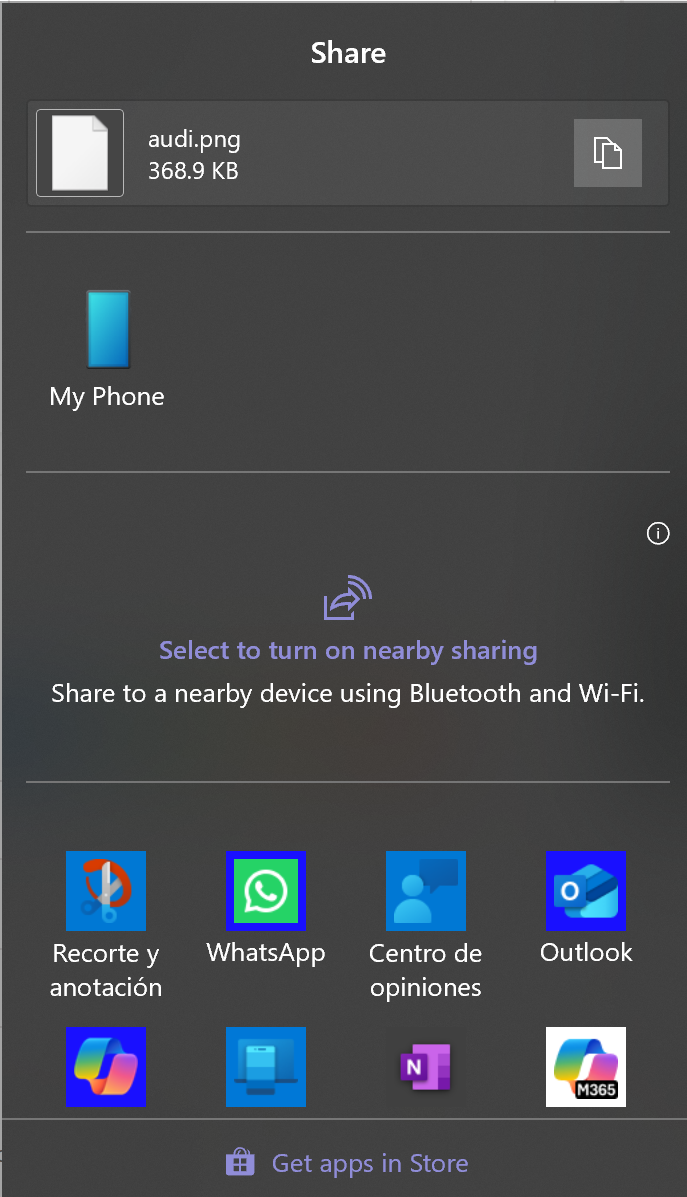 Share
audi.png
368.9 KB
My Phone
Select to turn on nearby sharing
Share to a nearby device using Bluetooth and Wi-Fi.
Recorte y
anotación
WhatsApp
Centro de
opiniones
O
Outlook
N
M365
Get apps in Store